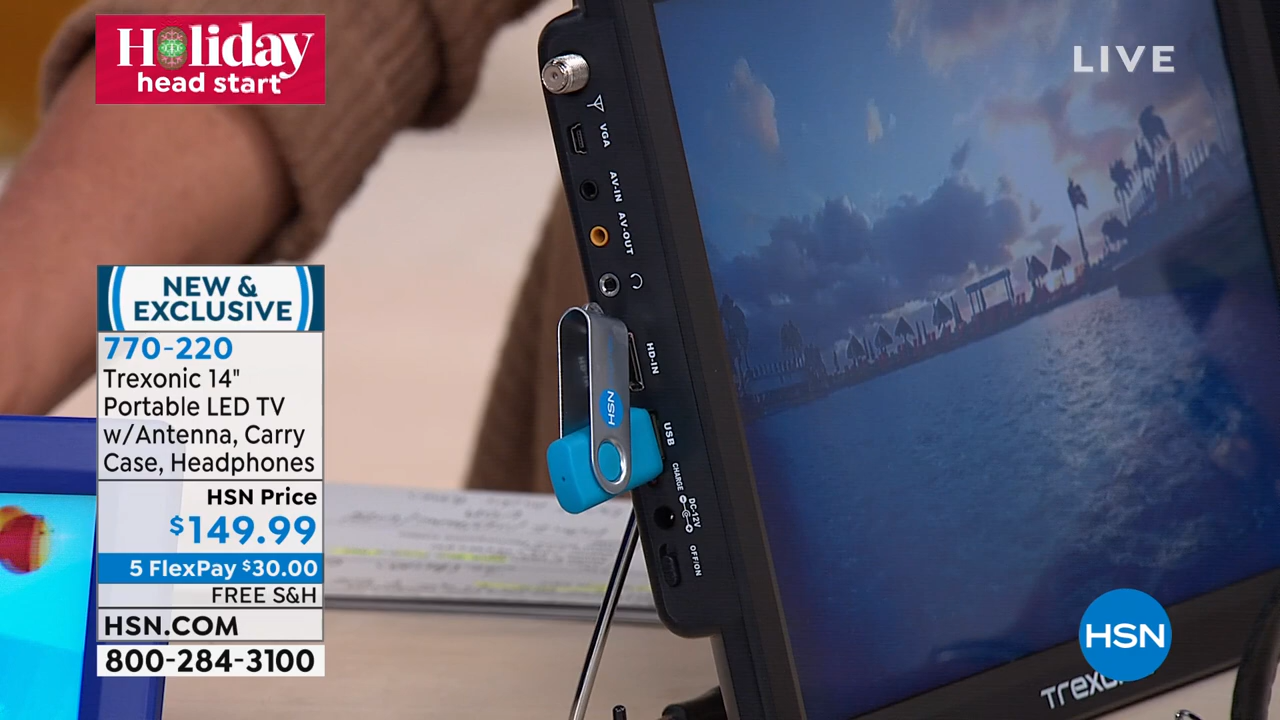 Holiday
head start
LIVE
NEW &
EXCLUSIVE
770-220
Trexonic 14"
Portable LED TV
w/Antenna, Carry
Case, Headphones
HSN Price
$149.99
5 FlexPay $30.00
FREE S&H
HSN.COM
800-284-3100
VGA
AV-IN
AV-OUT
HD-IN
USB
CHARGE
DC-12V
OFF/ON
HSN
HSN